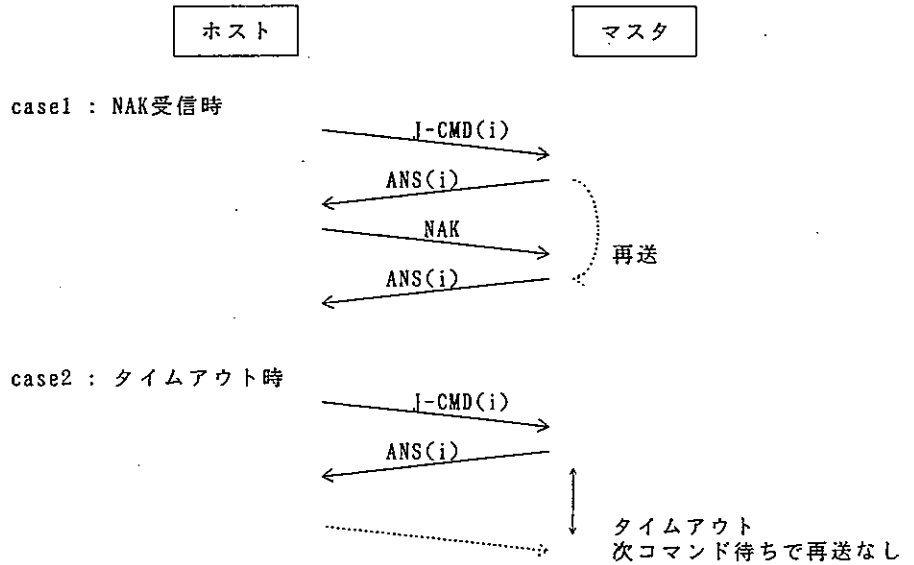 ホスト
マスタ
case1 : NAK受信時
I-CMD(i)
ANS(i)
NAK
再送
ANS(i)
case2 : タイムアウト時
I-CMD(i)
ANS(i)
タイムアウト
次コマンド待ちで再送なし